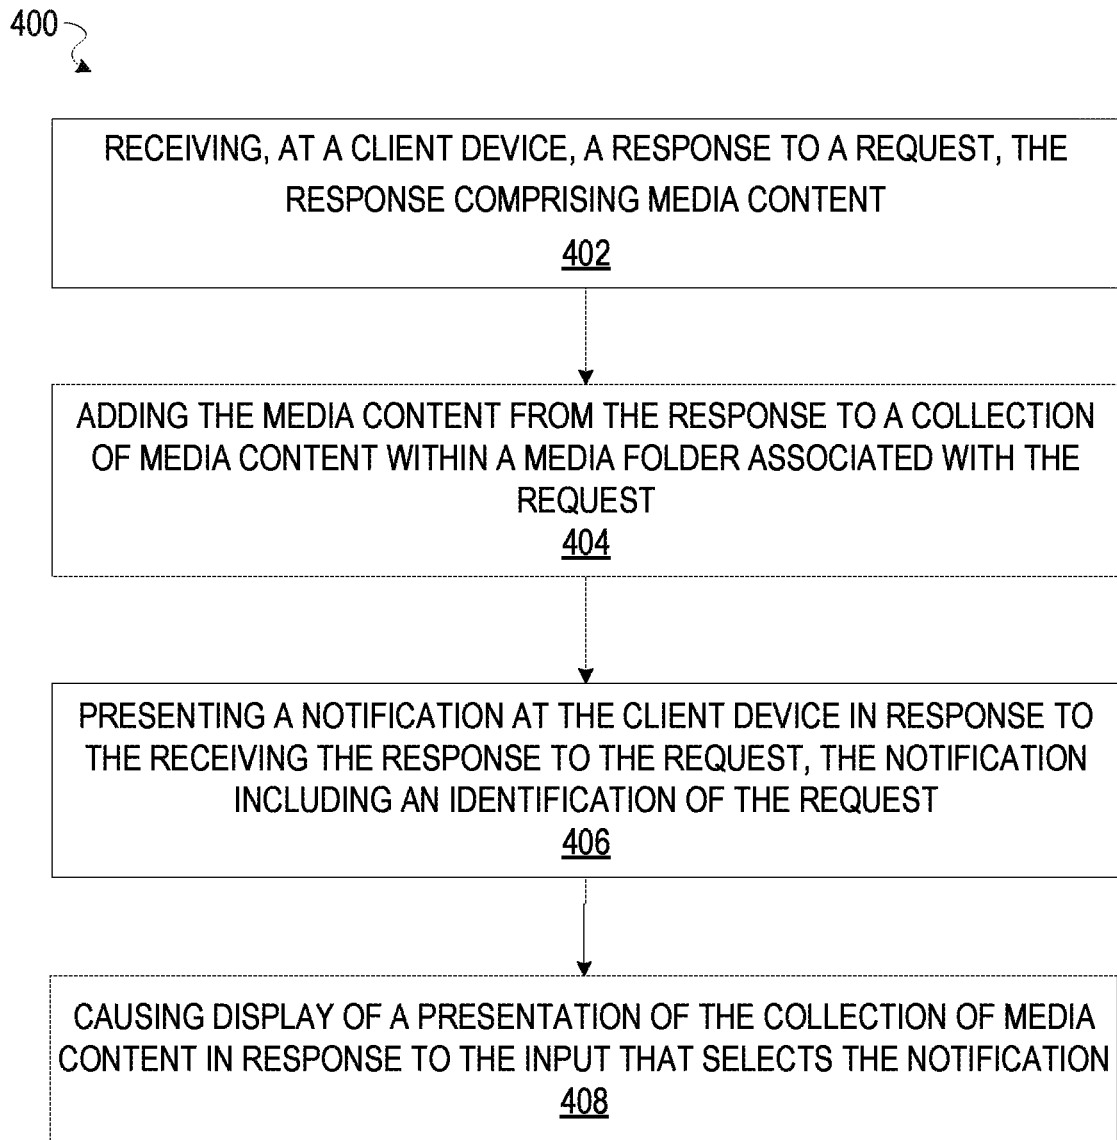 400
RECEIVING, AT A CLIENT DEVICE, A RESPONSE TO A REQUEST, THE
RESPONSE COMPRISING MEDIA CONTENT
402
ADDING THE MEDIA CONTENT FROM THE RESPONSE TO A COLLECTION
OF MEDIA CONTENT WITHIN A MEDIA FOLDER ASSOCIATED WITH THE
REQUEST
404
PRESENTING A NOTIFICATION AT THE CLIENT DEVICE IN RESPONSE TO
THE RECEIVING THE RESPONSE TO THE REQUEST, THE NOTIFICATION
INCLUDING AN IDENTIFICATION OF THE REQUEST
406
CAUSING DISPLAY OF A PRESENTATION OF THE COLLECTION OF MEDIA
CONTENT IN RESPONSE TO THE INPUT THAT SELECTS THE NOTIFICATION
408